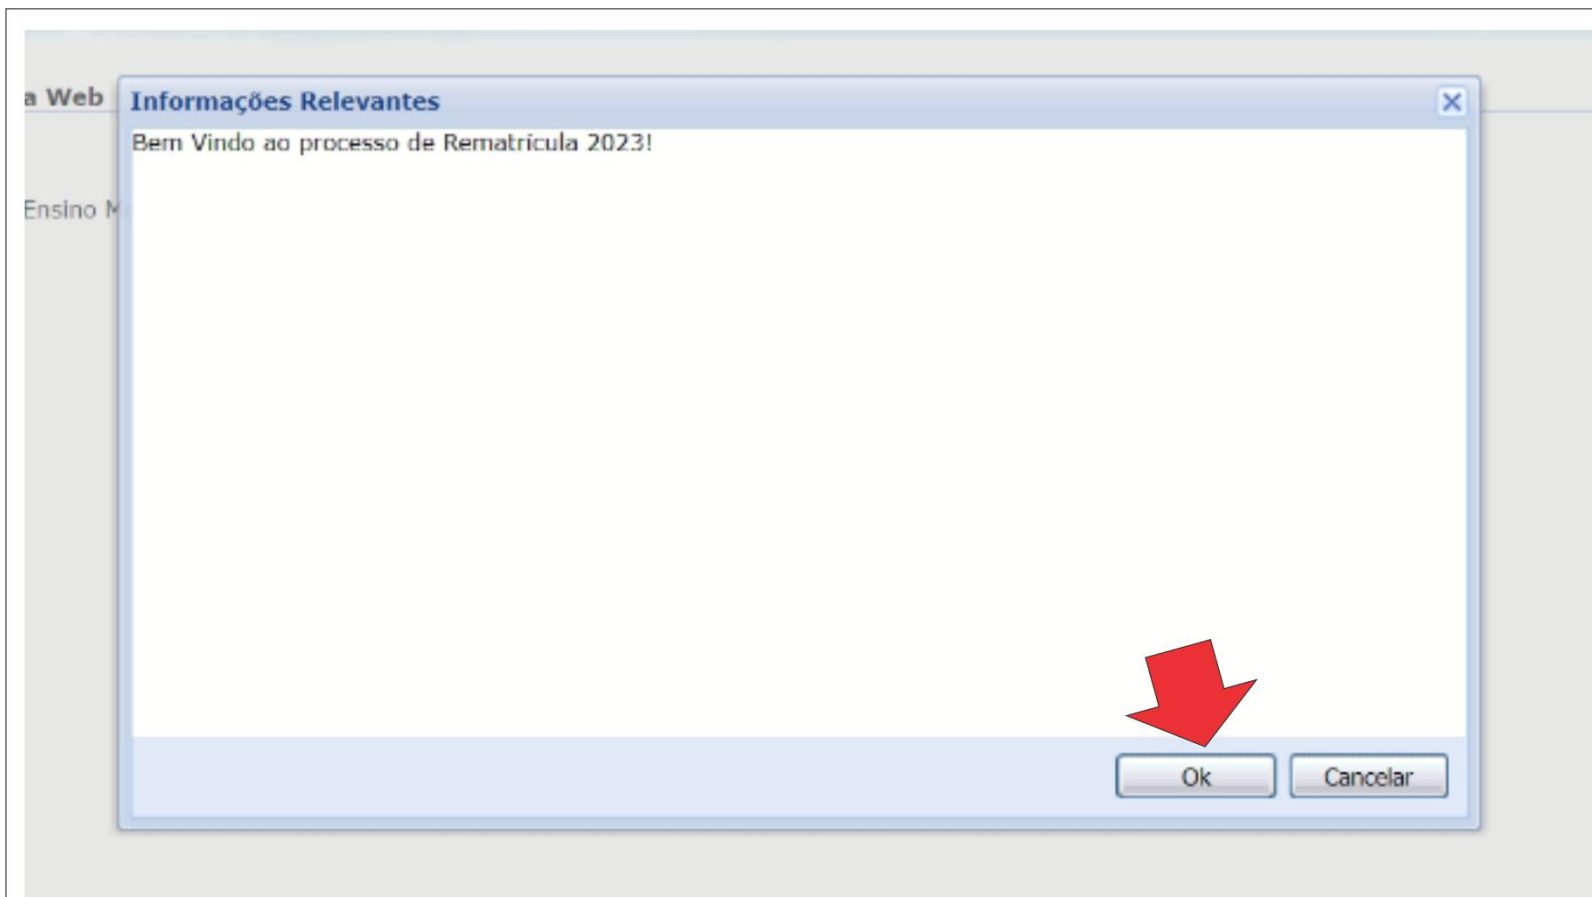 a Web
Informações Relevantes
Bem Vindo ao processo de Rematrícula 2023!
Ensino M
Ok
Cancelar